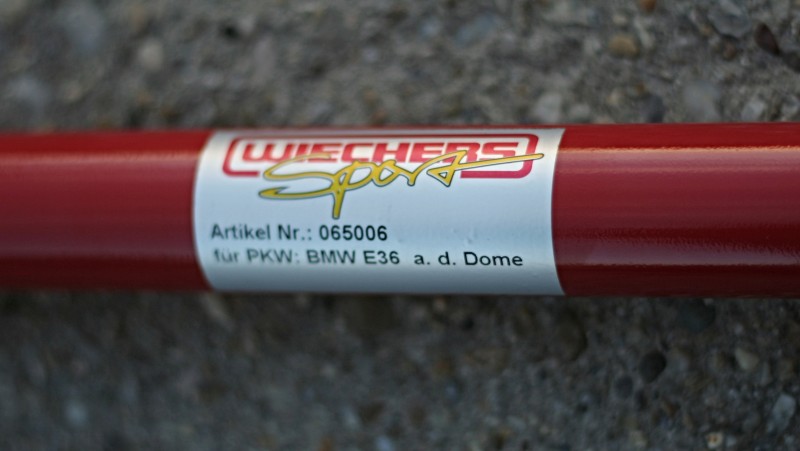 WIECHERS
Sport
Artikel Nr.: 065006
für PKW: BMW E36 a. d. Dome